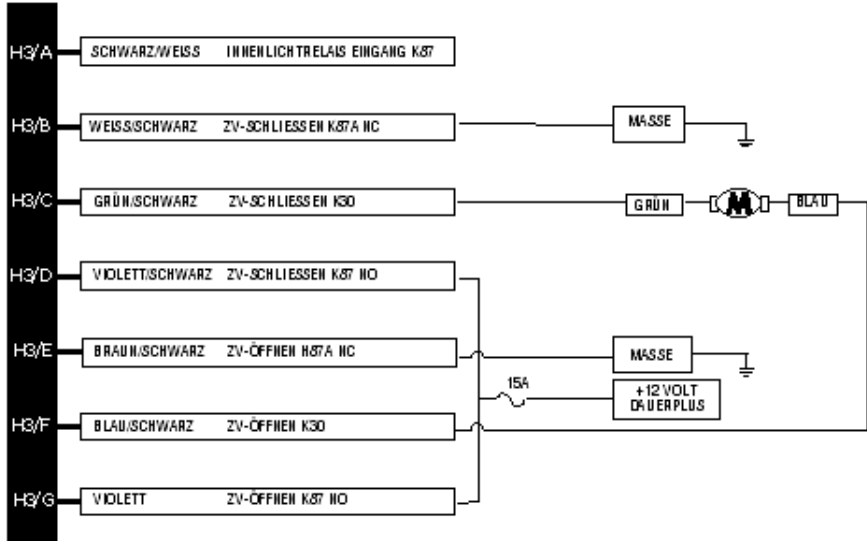 H3/A SCHWARZ/WEISS INNENLICHTRELAIS EINGANG K87
H3/B WEISS/SCHWARZ ZV-SCHLIESSEN K87A NC MASSE
H3/C GRÜN/SCHWARZ ZV-SCHLIESSEN K30 GRÜN M BLAU
H3/D VIOLETT/SCHWARZ ZV-SCHLIESSEN K87 NO
H3/E BRAUN/SCHWARZ ZV-ÖFFNEN H87A NC MASSE
15A +12 VOLT
DAUERPLUS
H3/F BLAU/SCHWARZ ZV-ÖFFNEN K30
H3/G VIOLETT ZV-ÖFFNEN K87 NO